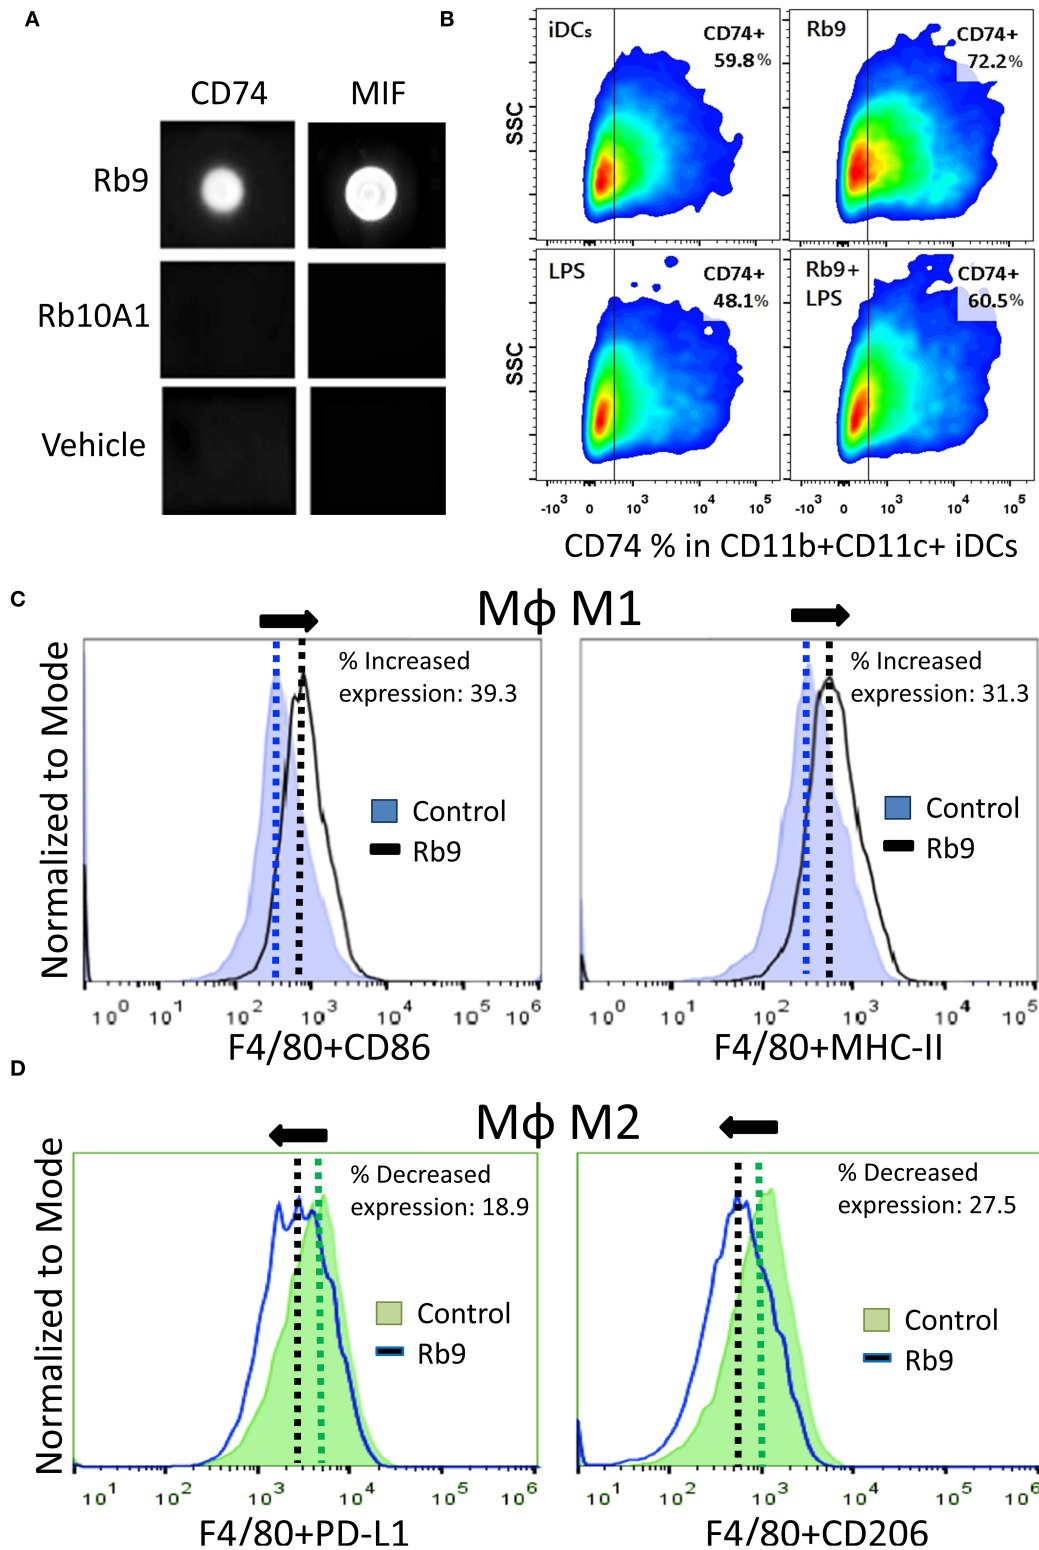 A
CD74 MIF
Rb9
Rb10A1
Vehicle
B
iDCs
CD74+
59.8%
Rb9
CD74+
72.2%
SSC
LPS
CD74+
48.1%
Rb9+
LPS
CD74+
60.5%
SSC
-10³ 0 10³ 10⁴ 10⁵
-10³ 0 10³ 10⁴ 10⁵
CD74 % in CD11b+CD11c+ iDCs
C
Mϕ M1
Normalized to Mode
% Increased
expression: 39.3
Control
Rb9
10⁰ 10¹ 10² 10³ 10⁴ 10⁵ 10⁶
F4/80+CD86
% Increased
expression: 31.3
Control
Rb9
10⁰ 10¹ 10² 10³ 10⁴ 10⁵
F4/80+MHC-II
D
Mϕ M2
Normalized to Mode
% Decreased
expression: 18.9
Control
Rb9
10¹ 10² 10³ 10⁴ 10⁵ 10⁶
F4/80+PD-L1
% Decreased
expression: 27.5
Control
Rb9
10¹ 10² 10³ 10⁴ 10⁵ 10⁶
F4/80+CD206